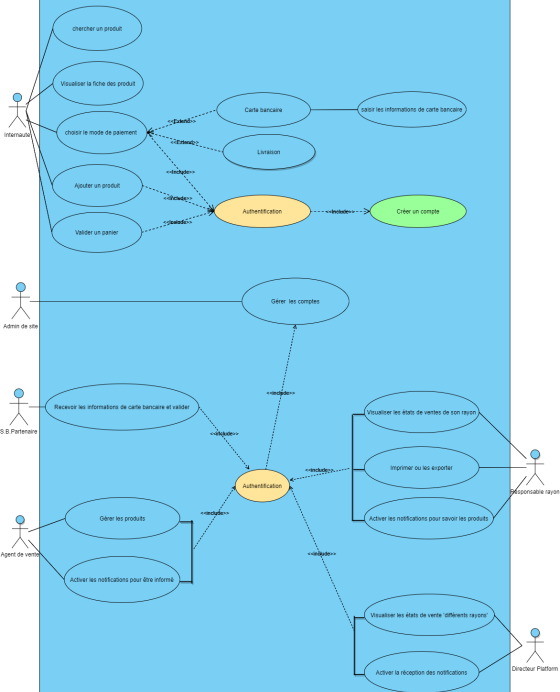 chercher un produit
Visualiser la fiche des produit
Internaute
choisir le mode de paiement
<<Extend>>
Carte bancaire
saisir les informations de carte bancaire
<<Extend>>
Livraison
<<Include>>
Ajouter un produit
<<Include>>
Authentification
<<Include>>
Créer un compte
<<Include>>
Valider un panier
Admin de site
Gérer les comptes
<<Include>>
S.B.Partenaire
Recevoir les informations de carte bancaire et valider
<<Include>>
Visualiser les états de ventes de son rayon
Imprimer ou les exporter
<<Include>>
Authentification
Responsable rayon
Gérer les produits
<<Include>>
Activer les notifications pour savoir les produits
Agent de vente
<<Include>>
Activer les notifications pour être informé
Visualiser les états de vente 'différents rayons'
Directeur Platform
Activer la réception des notifications